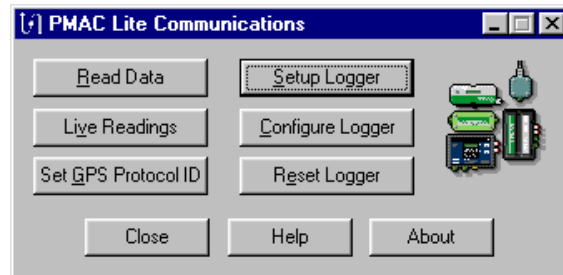 PMAC Lite Communications
Read Data Setup Logger
Live Readings Configure Logger
Set GPS Protocol ID Reset Logger
Close Help About